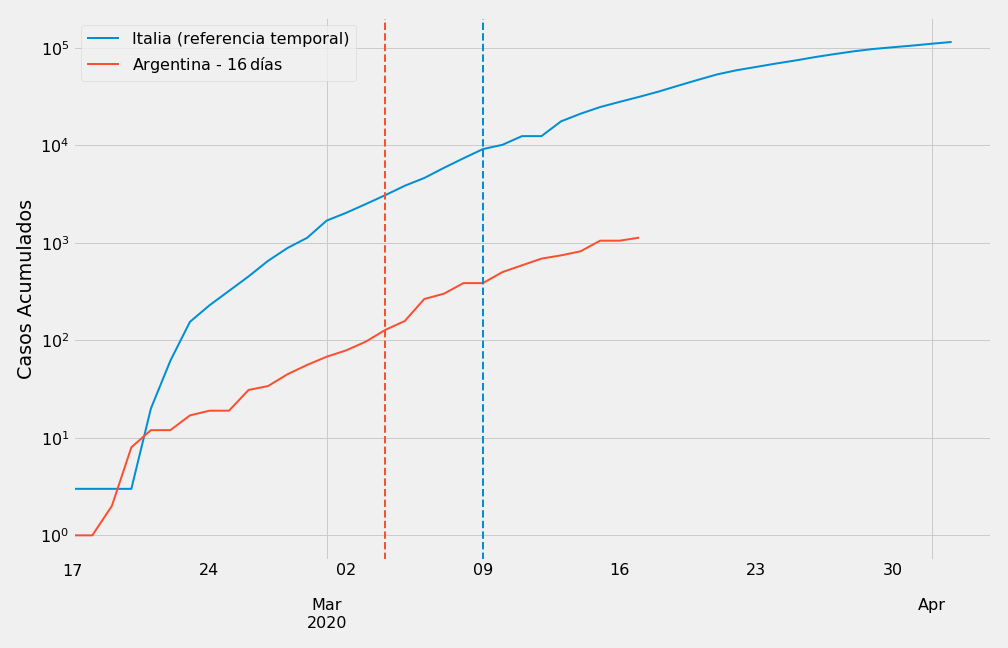 Italia (referencia temporal)
Argentina - 16 días
Casos Acumulados
10⁵
10⁴
10³
10²
10¹
10⁰
17 24 02 09 16 23 30
Mar Apr
2020